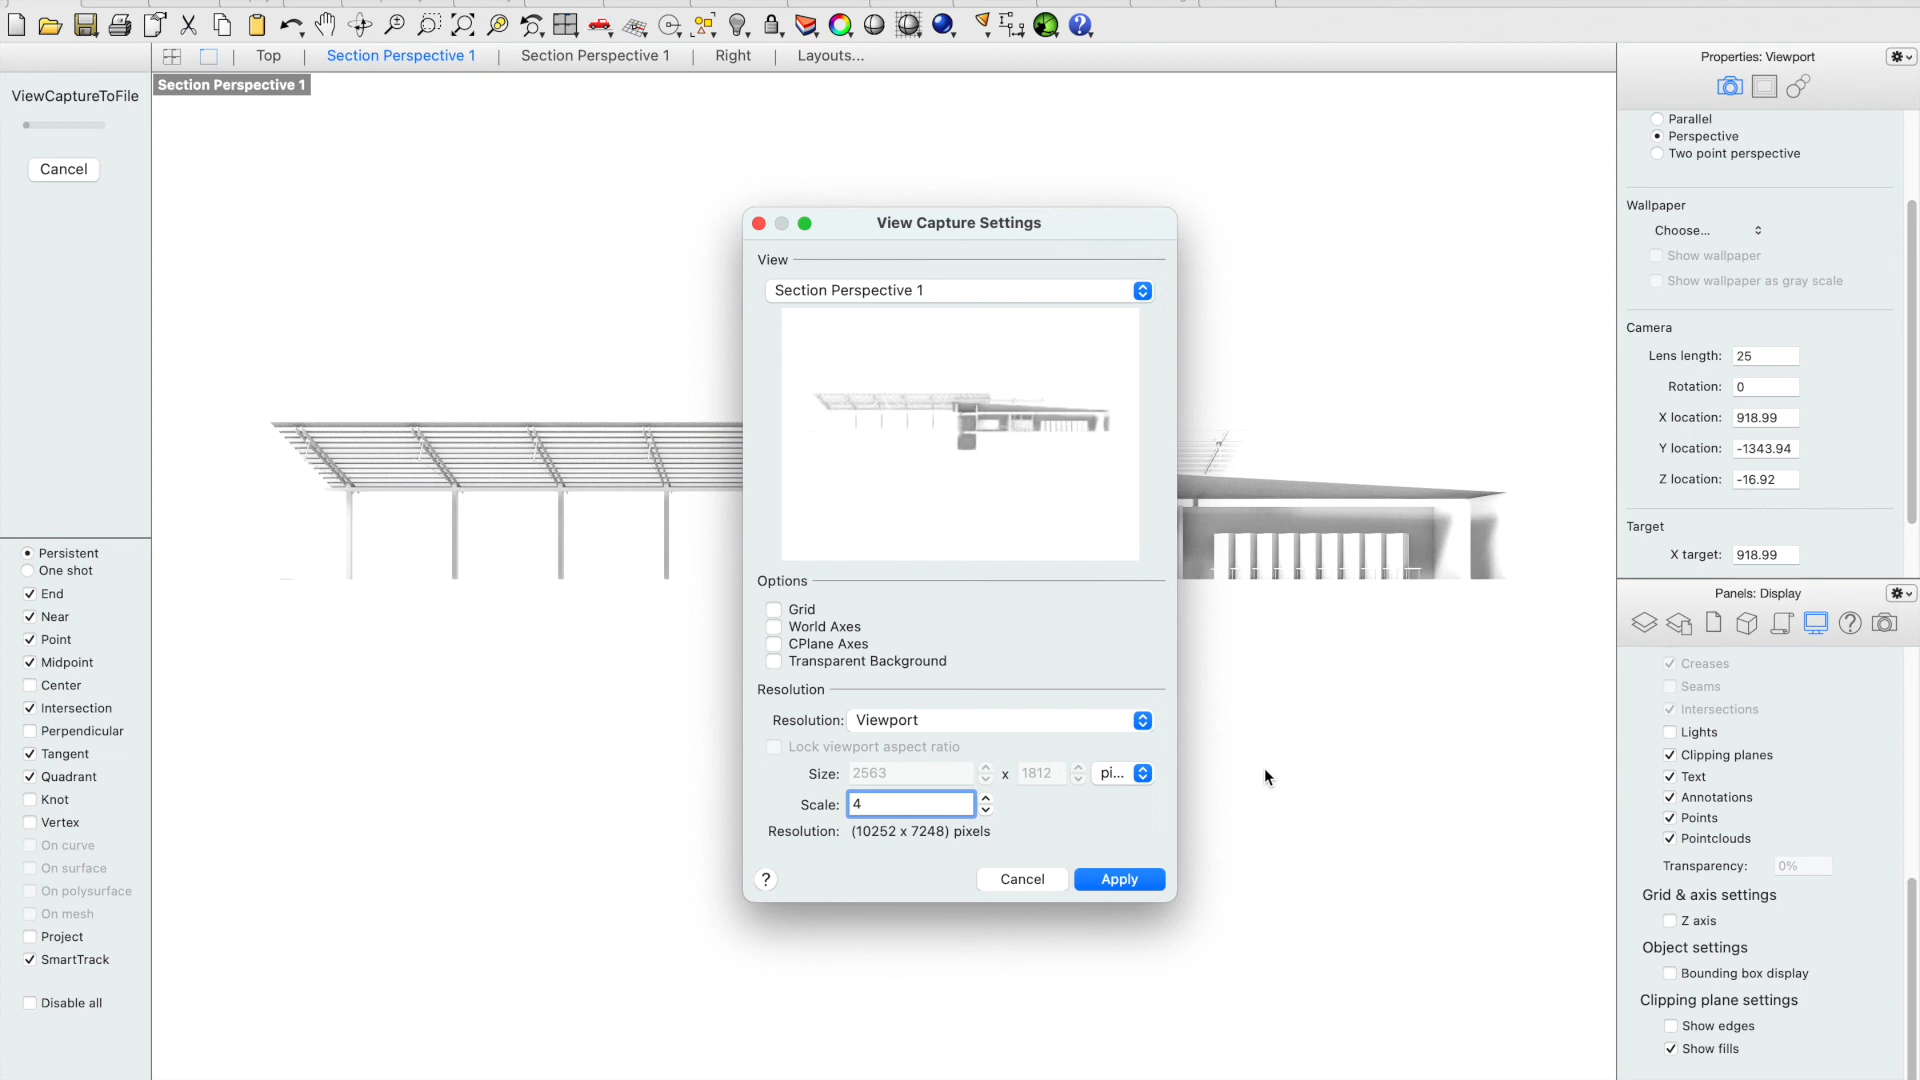 Top
Section Perspective 1
Section Perspective 1
Right
Layouts...
Section Perspective 1
ViewCaptureToFile
Cancel
Persistent
One shot
End
Near
Point
Midpoint
Center
Intersection
Perpendicular
Tangent
Quadrant
Knot
Vertex
On curve
On surface
On polysurface
On mesh
Project
SmartTrack
Disable all
View Capture Settings
View
Section Perspective 1
Options
Grid
World Axes
CPlane Axes
Transparent Background
Resolution
Resolution: Viewport
Lock viewport aspect ratio
Size: 2563 x 1812 pi...
Scale: 4
Resolution: (10252 x 7248) pixels
? Cancel Apply
Properties: Viewport
Parallel
Perspective
Two point perspective
Wallpaper
Choose...
Show wallpaper
Show wallpaper as gray scale
Camera
Lens length: 25
Rotation: 0
X location: 918.99
Y location: -1343.94
Z location: -16.92
Target
X target: 918.99
Panels: Display
Creases
Seams
Intersections
Lights
Clipping planes
Text
Annotations
Points
Pointclouds
Transparency: 0%
Grid & axis settings
Z axis
Object settings
Bounding box display
Clipping plane settings
Show edges
Show fills